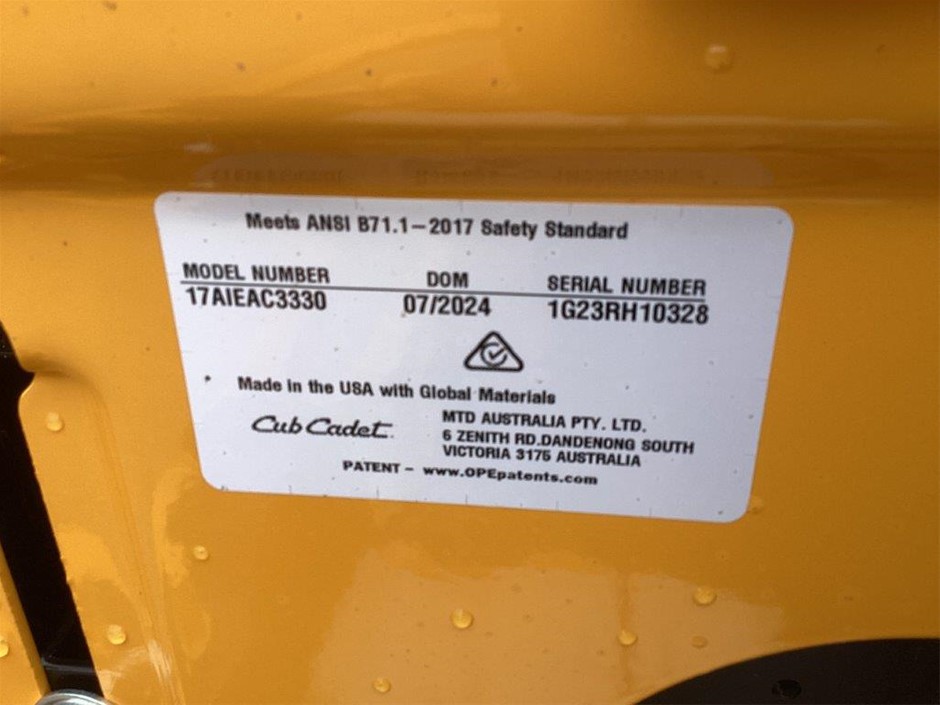 Meets ANSI B71.1-2017 Safety Standard
MODEL NUMBER DOM SERIAL NUMBER
17AIEAC3330 07/2024 1G23RH10328
Made in the USA with Global Materials
Cub Cadet.
MTD AUSTRALIA PTY. LTD.
6 ZENITH RD.DANDENONG SOUTH
VICTORIA 3175 AUSTRALIA
PATENT - www.OPEpatents.com